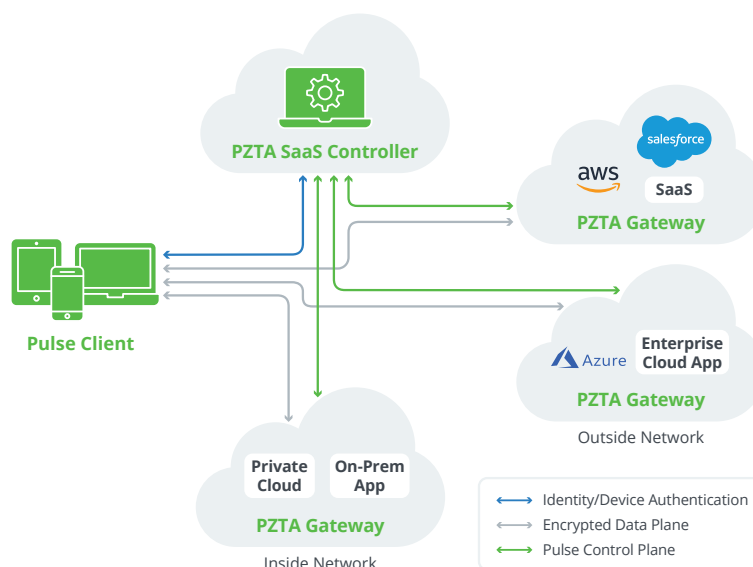 PZTA SaaS Controller
aws
salesforce
SaaS
PZTA Gateway
Pulse Client
Azure
Enterprise
Cloud App
PZTA Gateway
Outside Network
Private
Cloud
On-Prem
App
PZTA Gateway
Inside Network
Identity/Device Authentication
Encrypted Data Plane
Pulse Control Plane